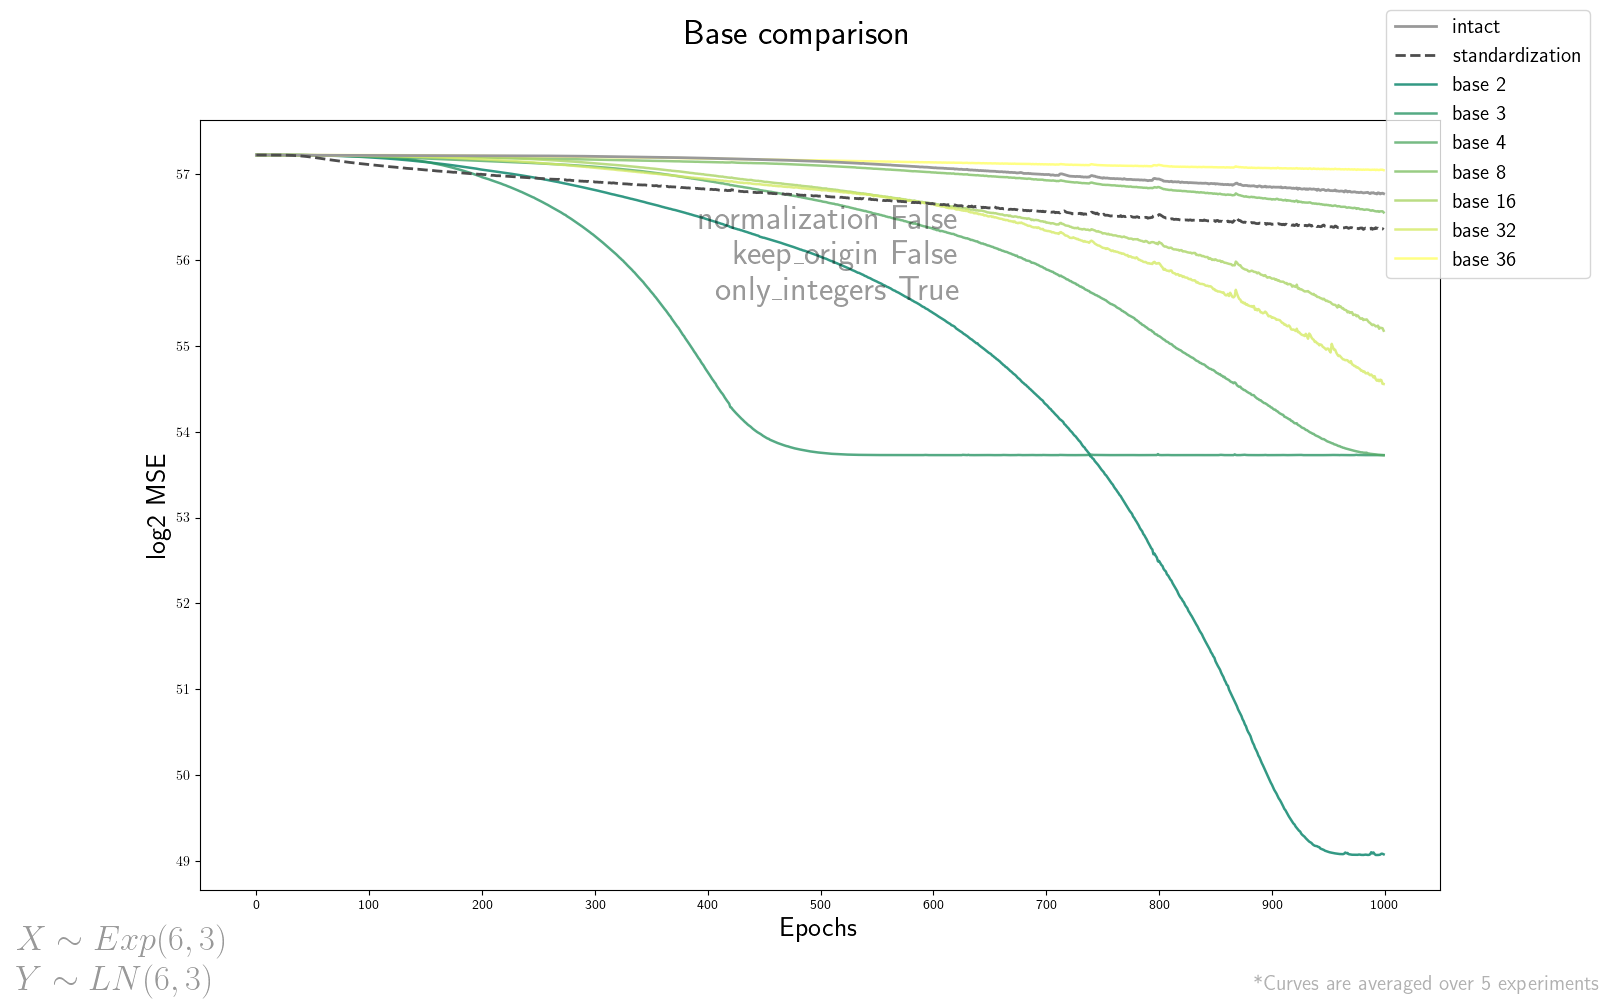 Base comparison
intact
standardization
base 2
base 3
base 4
base 8
base 16
base 32
base 36
normalization False
keep_origin False
only_integers True
log2 MSE
57
56
55
54
53
52
51
50
49
0 100 200 300 400 500 600 700 800 900 1000
Epochs
X ∼ Exp(6, 3)
Y ∼ LN(6, 3)
*Curves are averaged over 5 experiments